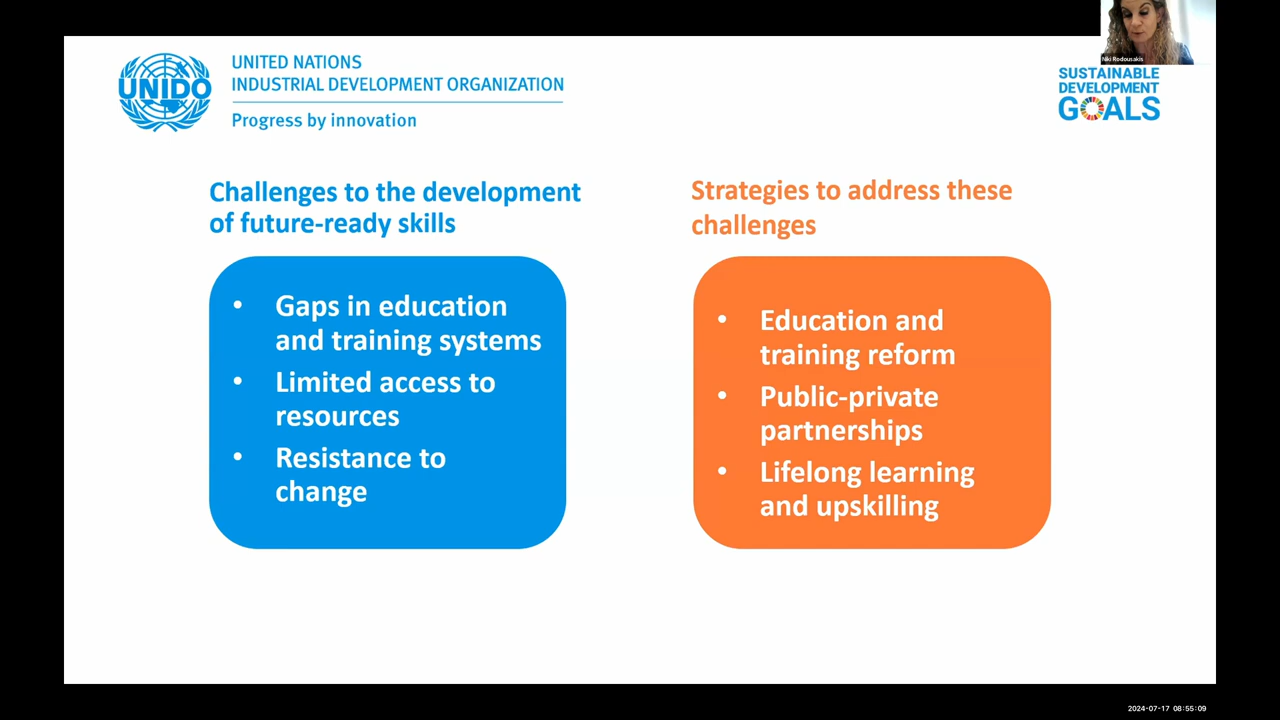 UNIDO
UNITED NATIONS
INDUSTRIAL DEVELOPMENT ORGANIZATION
Progress by innovation
Niki Rodousakis
SUSTAINABLE
DEVELOPMENT
GOALS
Challenges to the development
of future-ready skills
• Gaps in education
and training systems
• Limited access to
resources
• Resistance to
change
Strategies to address these
challenges
• Education and
training reform
• Public-private
partnerships
• Lifelong learning
and upskilling
2024-07-17 08:55:09